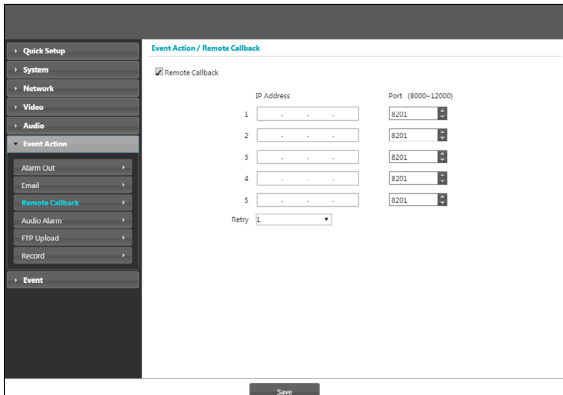 Quick Setup
System
Network
Video
Audio
Event Action
Alarm Out
Email
Remote Callback
Audio Alarm
FTP Upload
Record
Event
Event Action / Remote Callback
Remote Callback
IP Address Port (8000~12000)
1 . . . 8201
2 . . . 8201
3 . . . 8201
4 . . . 8201
5 . . . 8201
Retry 1
Save